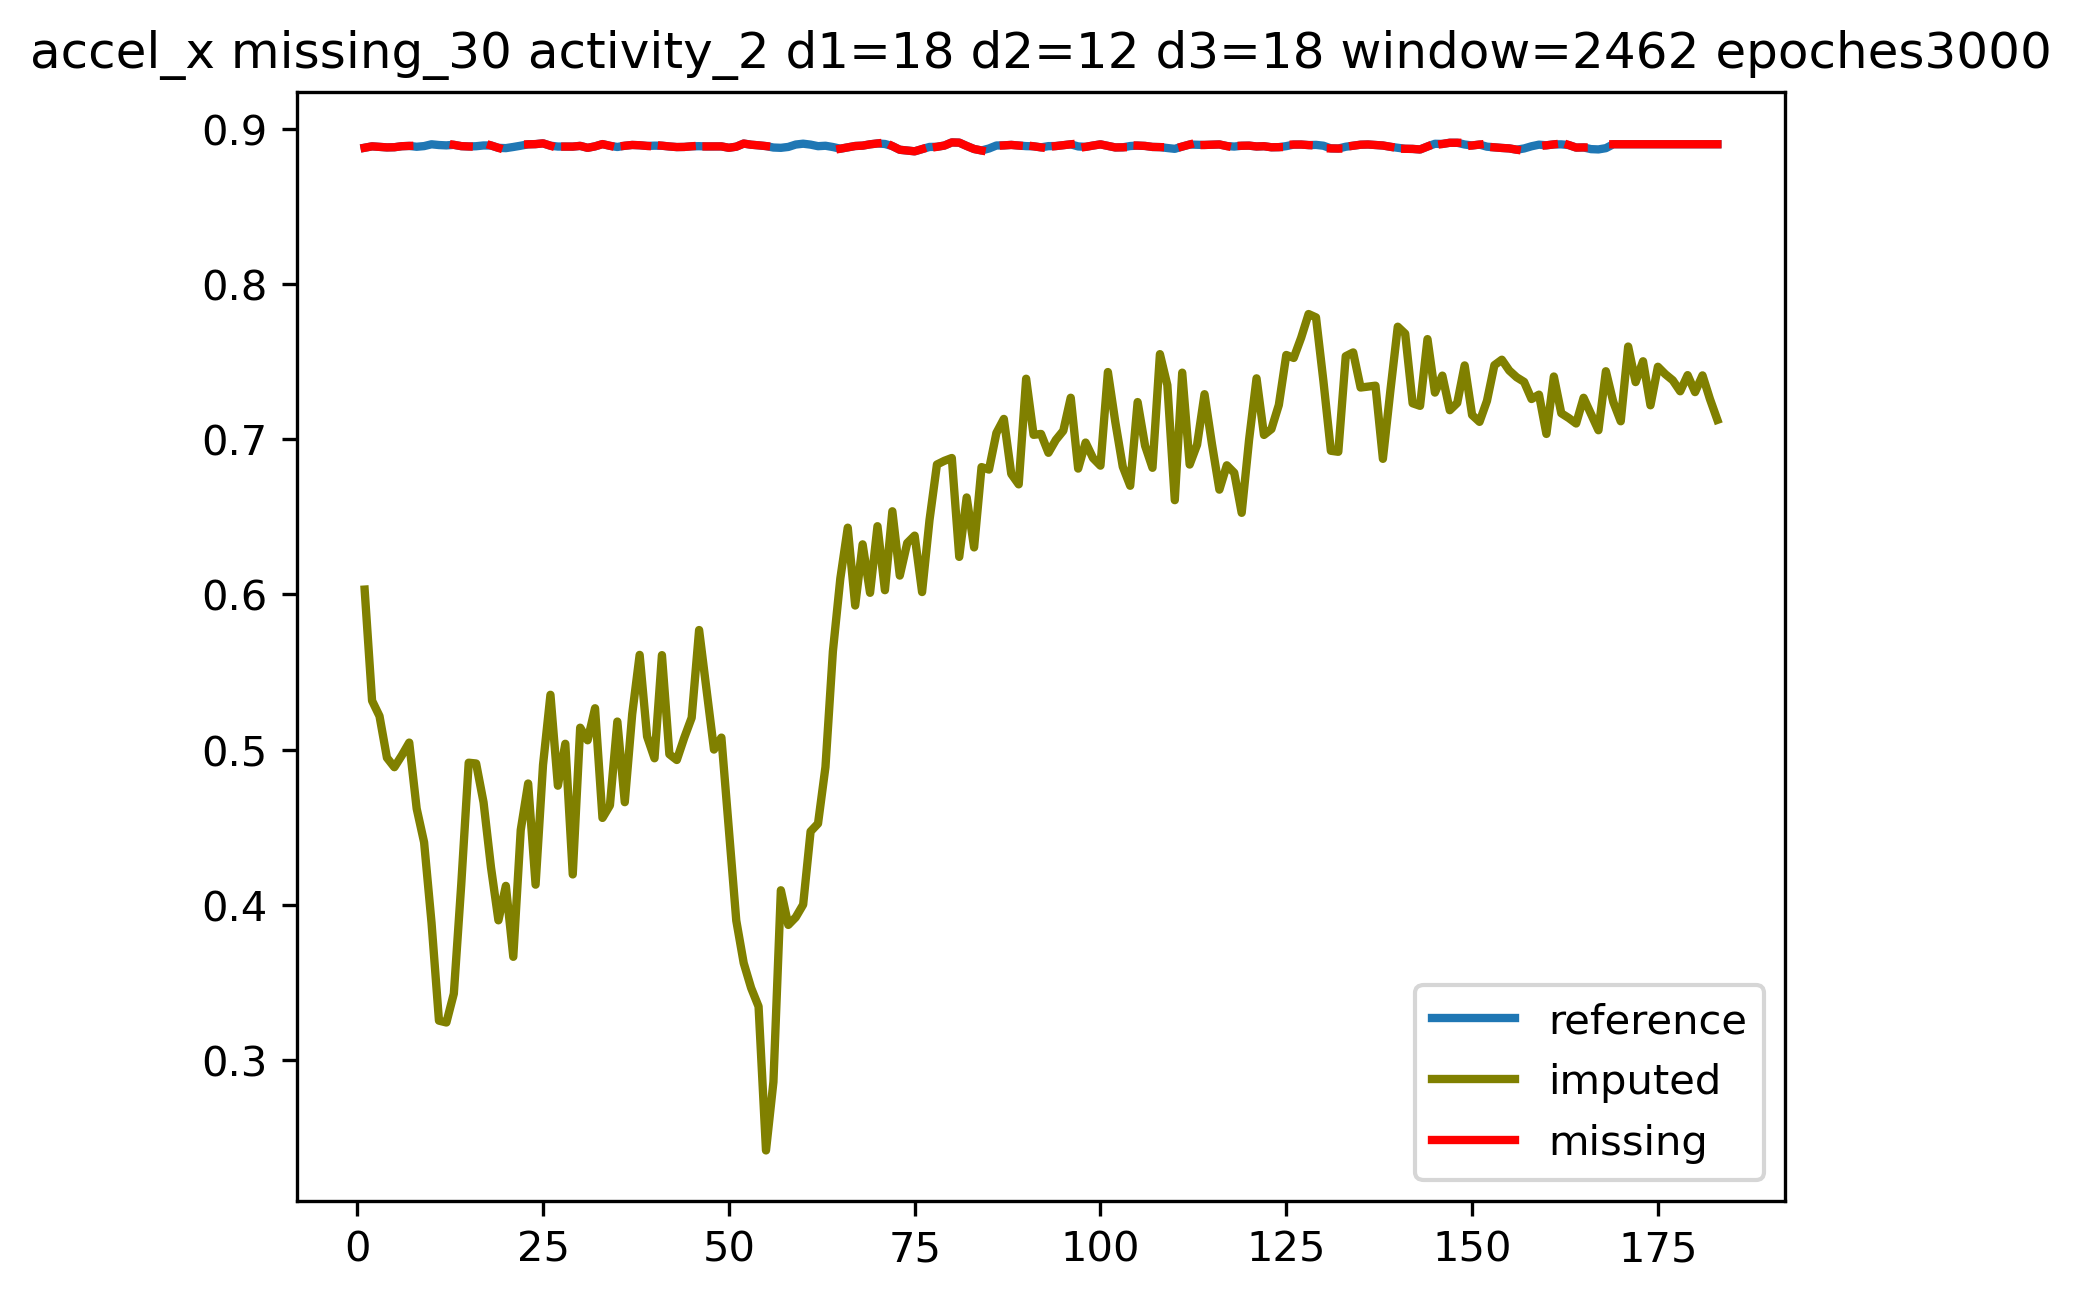 accel_x missing_30 activity_2 d1=18 d2=12 d3=18 window=2462 epoches3000
0.9
0.8
0.7
0.6
0.5
0.4
0.3
reference
imputed
missing
0 25 50 75 100 125 150 175